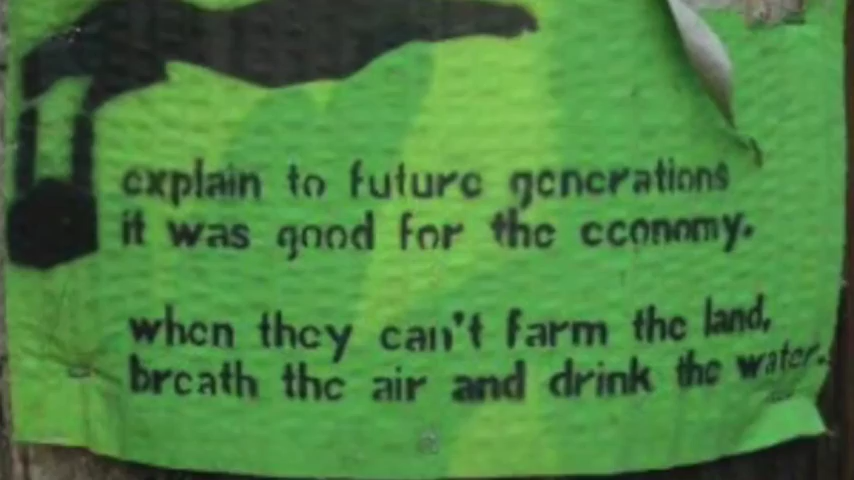 explain to future generations
it was good for the economy.
when they can't farm the land,
breath the air and drink the water.